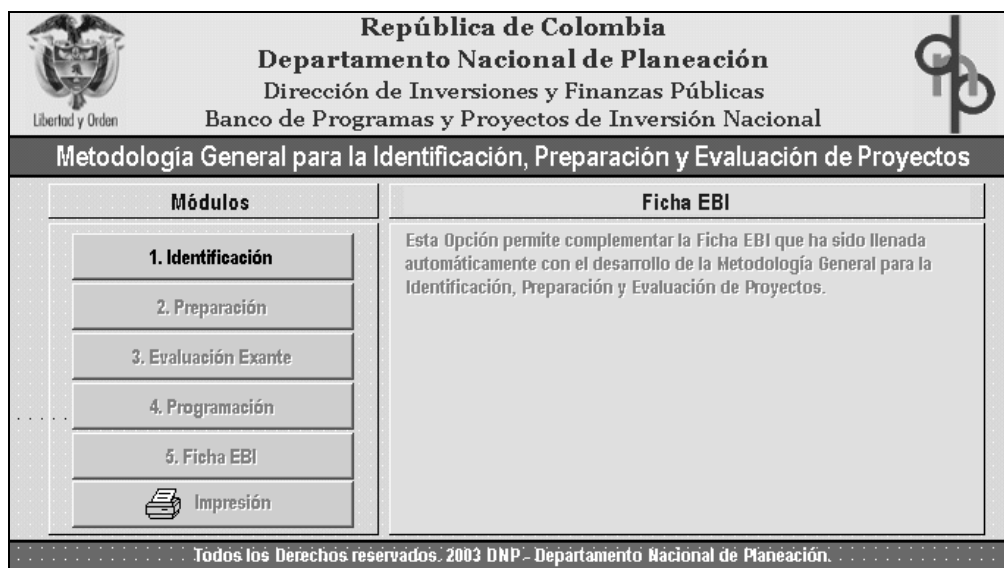 República de Colombia
Departamento Nacional de Planeación
Dirección de Inversiones y Finanzas Públicas
Banco de Programas y Proyectos de Inversión Nacional
Libertad y Orden
dnp
Metodología General para la Identificación, Preparación y Evaluación de Proyectos
Módulos
1. Identificación
2. Preparación
3. Evaluación Exante
4. Programación
5. Ficha EBI
Impresión
Ficha EBI
Esta Opción permite complementar la Ficha EBI que ha sido llenada
automáticamente con el desarrollo de la Metodología General para la
Identificación, Preparación y Evaluación de Proyectos.
Todos los Derechos reservados. 2003 DNP - Departamento Nacional de Planeación.